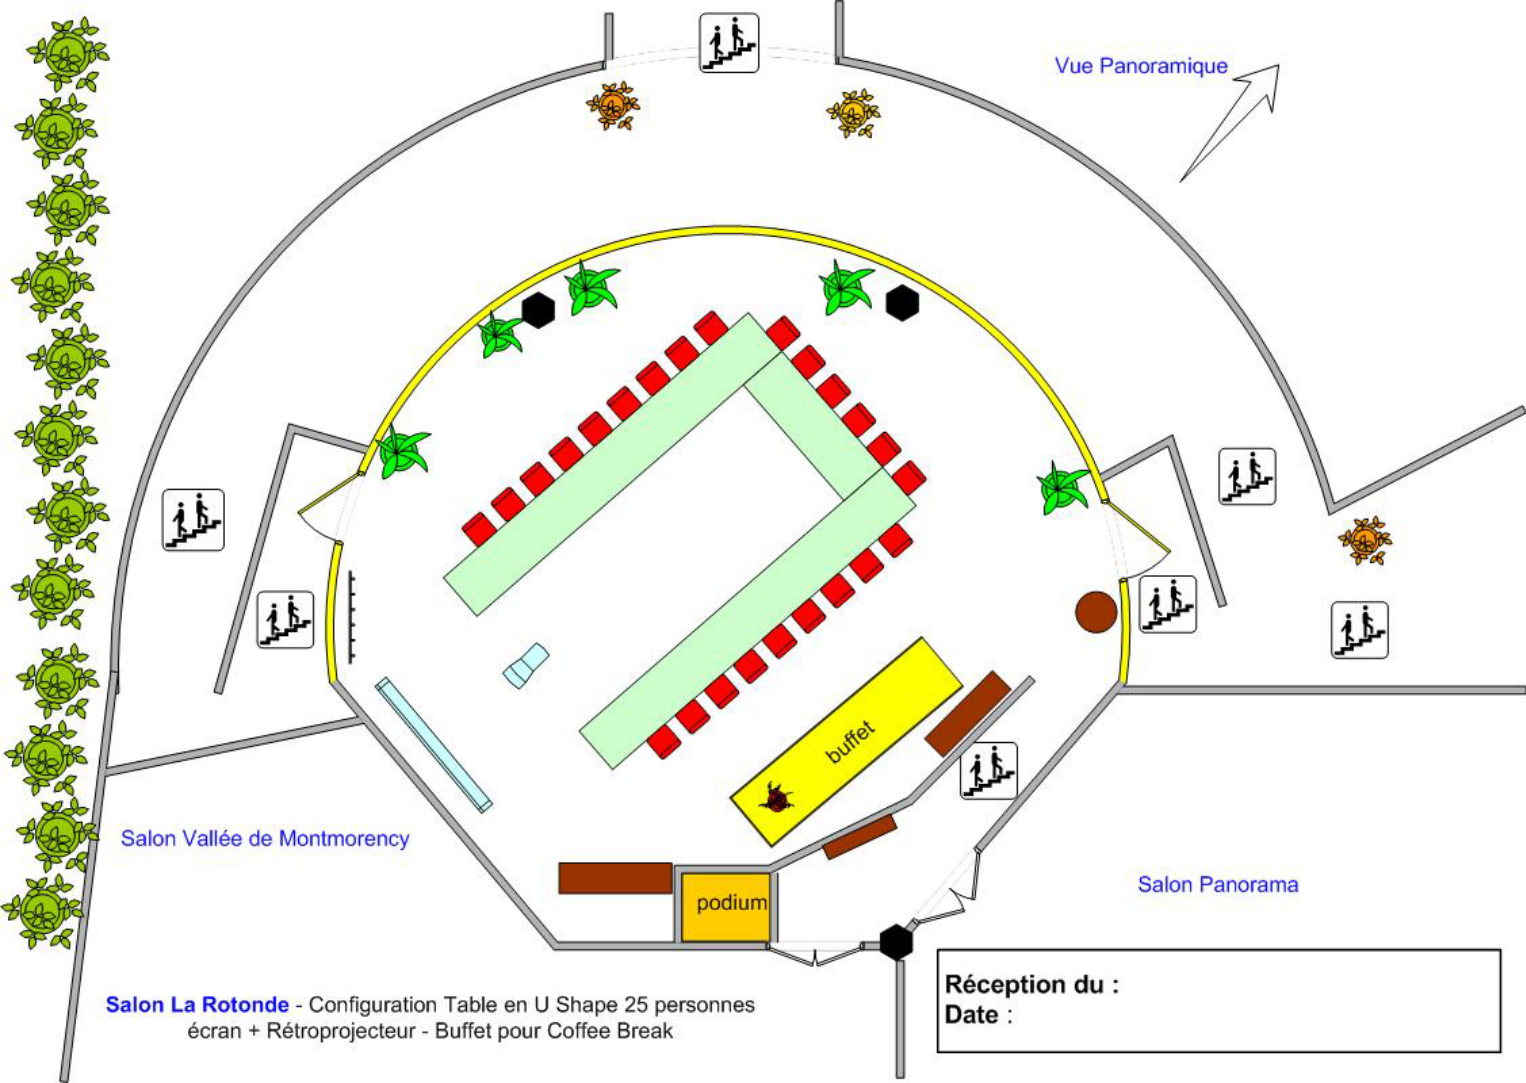 Vue Panoramique
buffet
Salon Vallée de Montmorency
Salon Panorama
podium
Réception du :
Date :
Salon La Rotonde - Configuration Table en U Shape 25 personnes
écran + Rétroprojecteur - Buffet pour Coffee Break